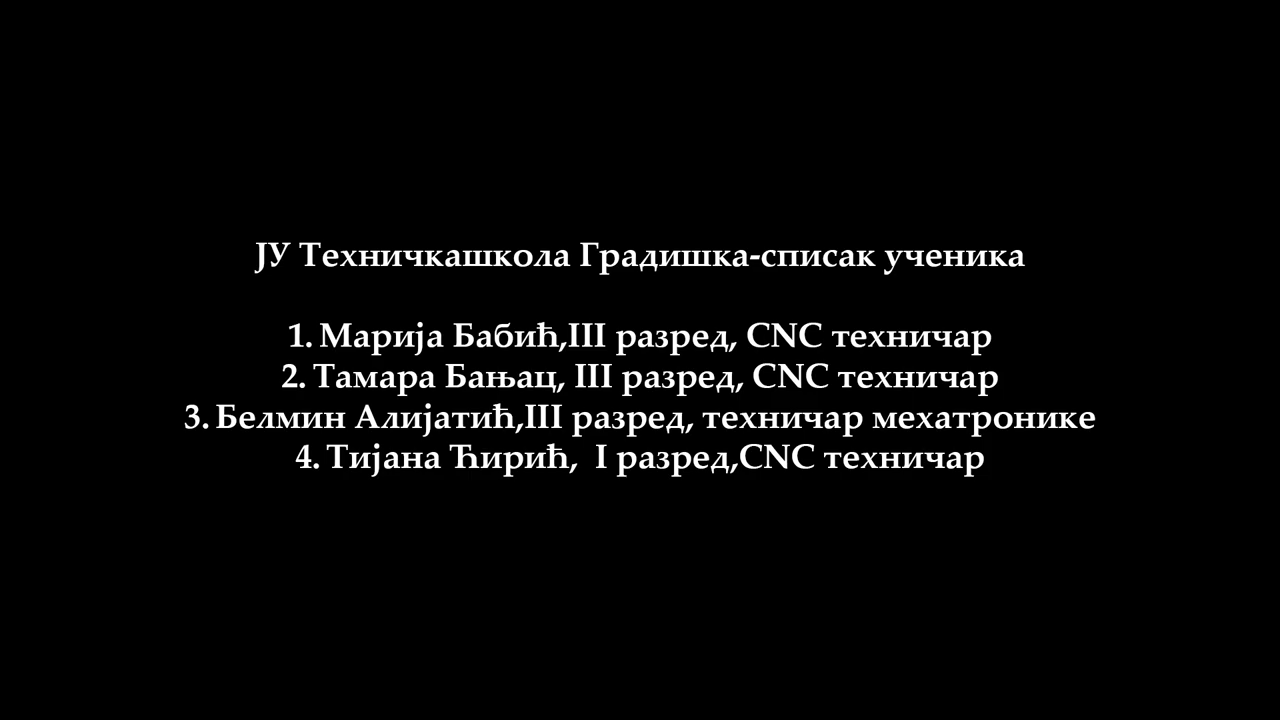 ЈУ Техничкашкола Градишка-списак ученика
1. Марија Бабић,III разред, CNC техничар
2. Тамара Бањац, III разред, CNC техничар
3. Белмин Алијатић,III разред, техничар мехатронике
4. Тијана Ћирић,  I разред,CNC техничар